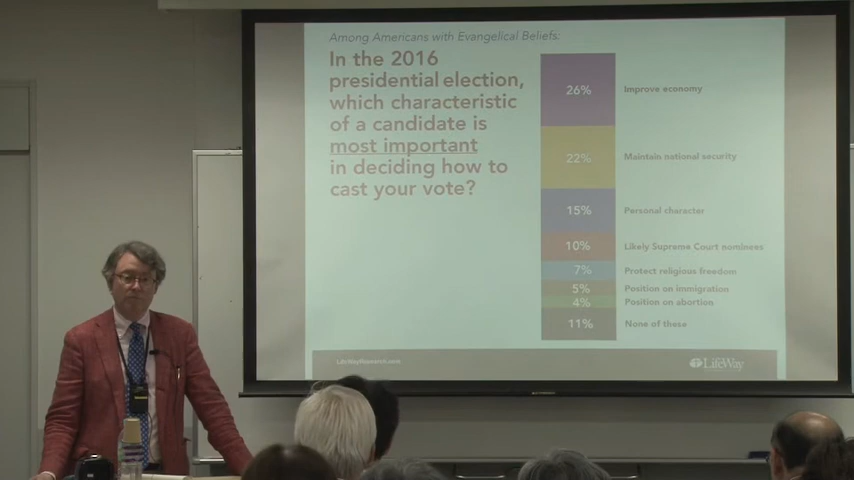 Among Americans with Evangelical Beliefs:
In the 2016
presidential election,
which characteristic
of a candidate is
most important
in deciding how to
cast your vote?
26% Improve economy
22% Maintain national security
15% Personal character
10% Likely Supreme Court nominees
7% Protect religious freedom
5% Position on immigration
4% Position on abortion
11% None of these
LifeWayResearch.com
LifeWay